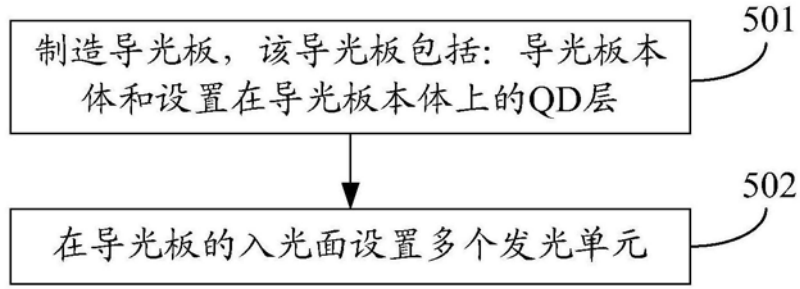 制造导光板，该导光板包括：导光板本
体和设置在导光板本体上的QD层
501
在导光板的入光面设置多个发光单元
502